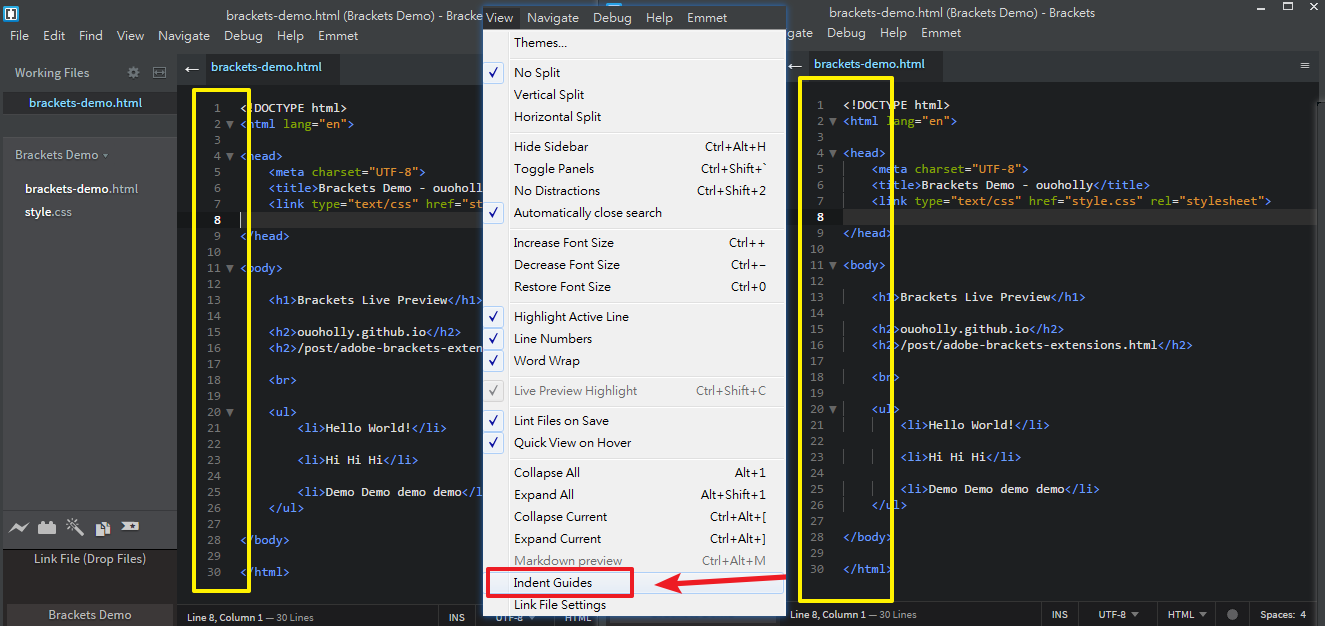 brackets-demo.html (Brackets Demo) - Bracke
File Edit Find View Navigate Debug Help Emmet
Working Files
brackets-demo.html
Brackets Demo
brackets-demo.html
style.css
Link File (Drop Files)
Brackets Demo
← brackets-demo.html
1 <!DOCTYPE html>
2 <html lang="en">
3
4 <head>
5 <meta charset="UTF-8">
6 <title>Brackets Demo - ouoholly
7 <link type="text/css" href="st
8
9 </head>
10
11 <body>
12
13 <h1>Brackets Live Preview</h1>
14
15 <h2>ouoholly.github.io</h2>
16 <h2>/post/adobe-brackets-exten
17
18 <br>
19
20 <ul>
21 <li>Hello World!</li>
22
23 <li>Hi Hi Hi</li>
24
25 <li>Demo Demo demo demo</l
26 </ul>
27
28 </body>
29
30 </html>
Line 8, Column 1 — 30 Lines INS UTF-8 HTML
View Navigate Debug Help Emmet
Themes...
No Split
Vertical Split
Horizontal Split
Hide Sidebar Ctrl+Alt+H
Toggle Panels Ctrl+Shift+`
No Distractions Ctrl+Shift+2
Automatically close search
Increase Font Size Ctrl++
Decrease Font Size Ctrl+−
Restore Font Size Ctrl+0
Highlight Active Line
Line Numbers
Word Wrap
Live Preview Highlight Ctrl+Shift+C
Lint Files on Save
Quick View on Hover
Collapse All Alt+1
Expand All Alt+Shift+1
Collapse Current Ctrl+Alt+[
Expand Current Ctrl+Alt+]
Markdown preview Ctrl+Alt+M
Indent Guides
Link File Settings
brackets-demo.html (Brackets Demo) - Brackets
gate Debug Help Emmet
← brackets-demo.html
1 <!DOCTYPE html>
2 <html lang="en">
3
4 <head>
5 <meta charset="UTF-8">
6 <title>Brackets Demo - ouoholly</title>
7 <link type="text/css" href="style.css" rel="stylesheet">
8
9 </head>
10
11 <body>
12
13 <h1>Brackets Live Preview</h1>
14
15 <h2>ouoholly.github.io</h2>
16 <h2>/post/adobe-brackets-extensions.html</h2>
17
18 <br>
19
20 <ul>
21 <li>Hello World!</li>
22
23 <li>Hi Hi Hi</li>
24
25 <li>Demo Demo demo demo</li>
26 </ul>
27
28 </body>
29
30 </html>
Line 8, Column 1 — 30 Lines INS UTF-8 HTML Spaces: 4